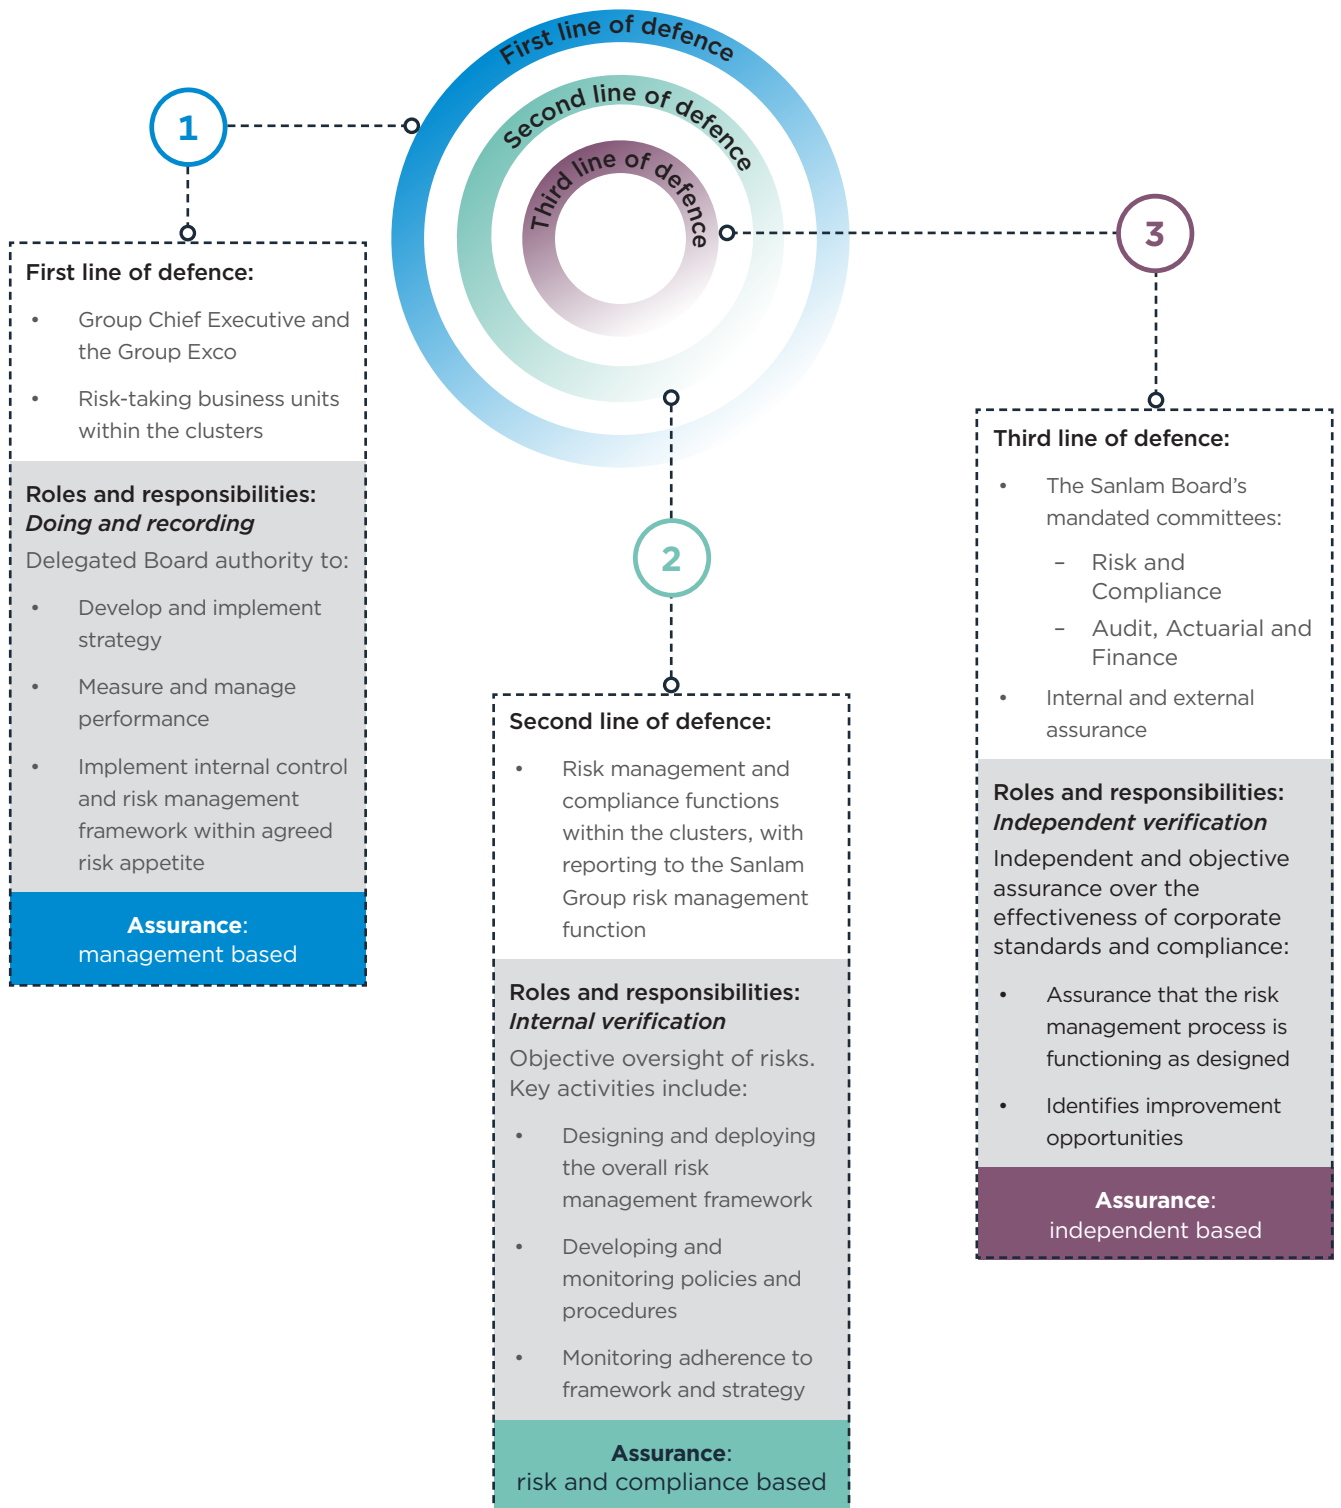 First line of defence
Second line of defence
Third line of defence
1
First line of defence:
• Group Chief Executive and
the Group Exco
• Risk-taking business units
within the clusters
Roles and responsibilities:
Doing and recording
Delegated Board authority to:
• Develop and implement
strategy
• Measure and manage
performance
• Implement internal control
and risk management
framework within agreed
risk appetite
Assurance:
management based
2
Second line of defence:
• Risk management and
compliance functions
within the clusters, with
reporting to the Sanlam
Group risk management
function
Roles and responsibilities:
Internal verification
Objective oversight of risks.
Key activities include:
• Designing and deploying
the overall risk
management framework
• Developing and
monitoring policies and
procedures
• Monitoring adherence to
framework and strategy
Assurance:
risk and compliance based
3
Third line of defence:
• The Sanlam Board’s
mandated committees:
– Risk and
Compliance
– Audit, Actuarial and
Finance
• Internal and external
assurance
Roles and responsibilities:
Independent verification
Independent and objective
assurance over the
effectiveness of corporate
standards and compliance:
• Assurance that the risk
management process is
functioning as designed
• Identifies improvement
opportunities
Assurance:
independent based